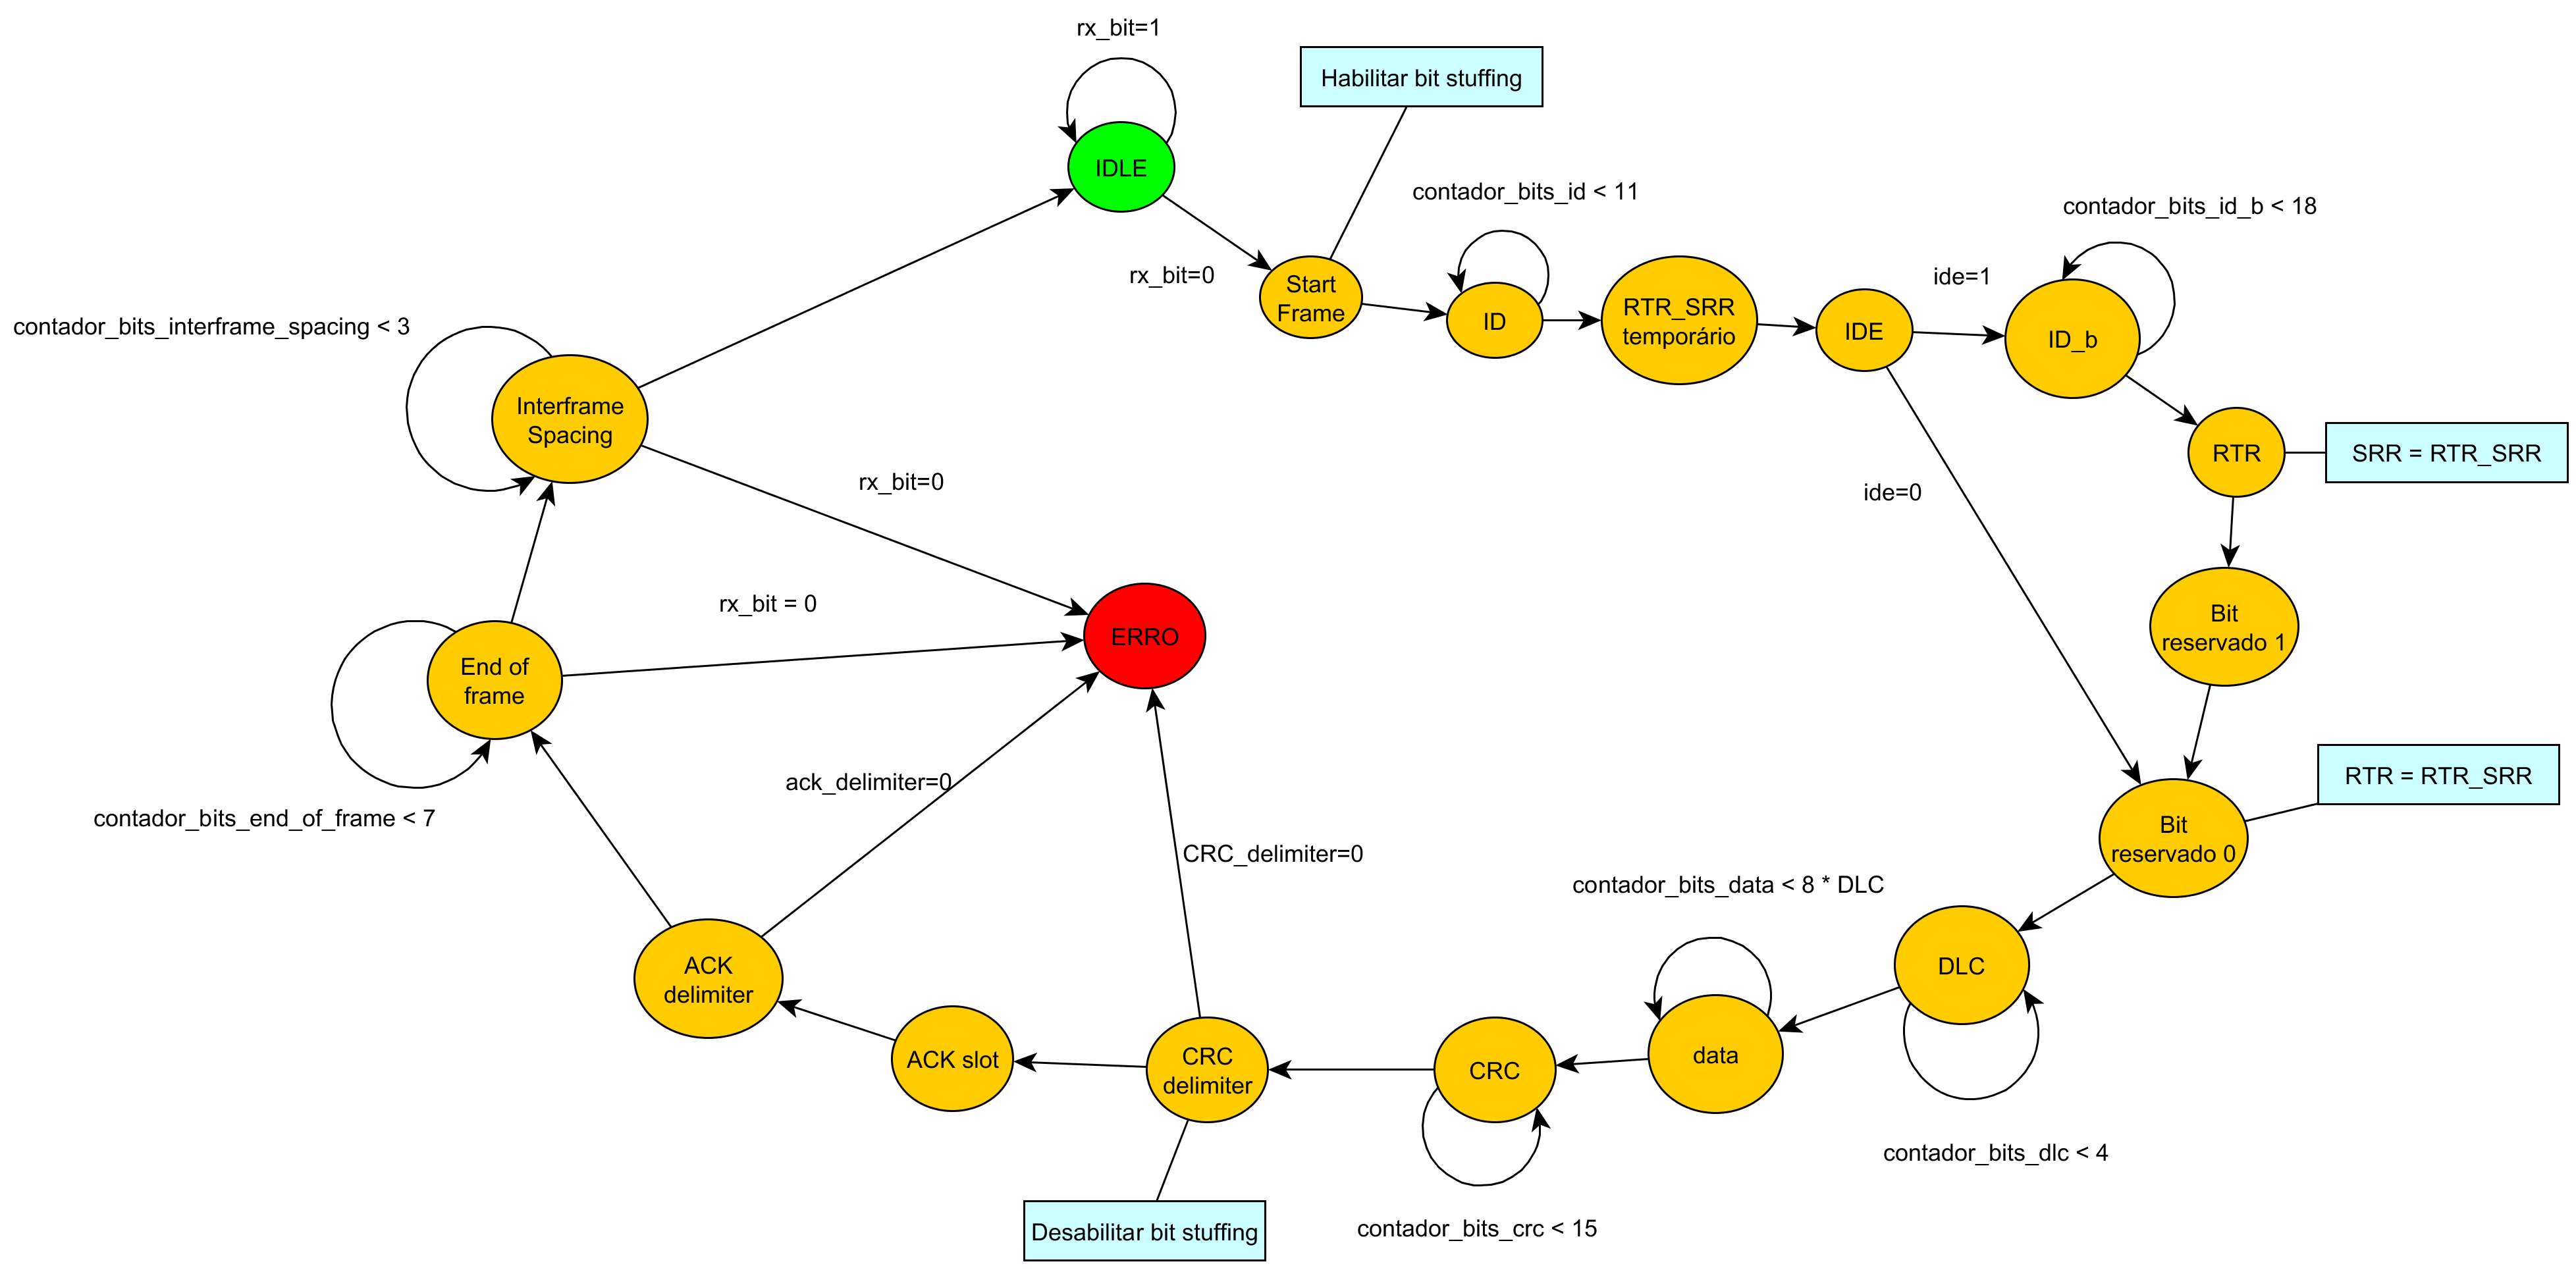 rx_bit=1
Habilitar bit stuffing
IDLE
contador_bits_id < 11
contador_bits_id_b < 18
rx_bit=0
ide=1
Start
Frame
ID
RTR_SRR
temporário
IDE
ID_b
contador_bits_interframe_spacing < 3
Interframe
Spacing
RTR
SRR = RTR_SRR
rx_bit=0
ide=0
rx_bit = 0
ERRO
Bit
reservado 1
End of
frame
ack_delimiter=0
RTR = RTR_SRR
contador_bits_end_of_frame < 7
CRC_delimiter=0
Bit
reservado 0
contador_bits_data < 8 * DLC
ACK
delimiter
DLC
ACK slot
CRC
delimiter
CRC
data
contador_bits_dlc < 4
Desabilitar bit stuffing
contador_bits_crc < 15